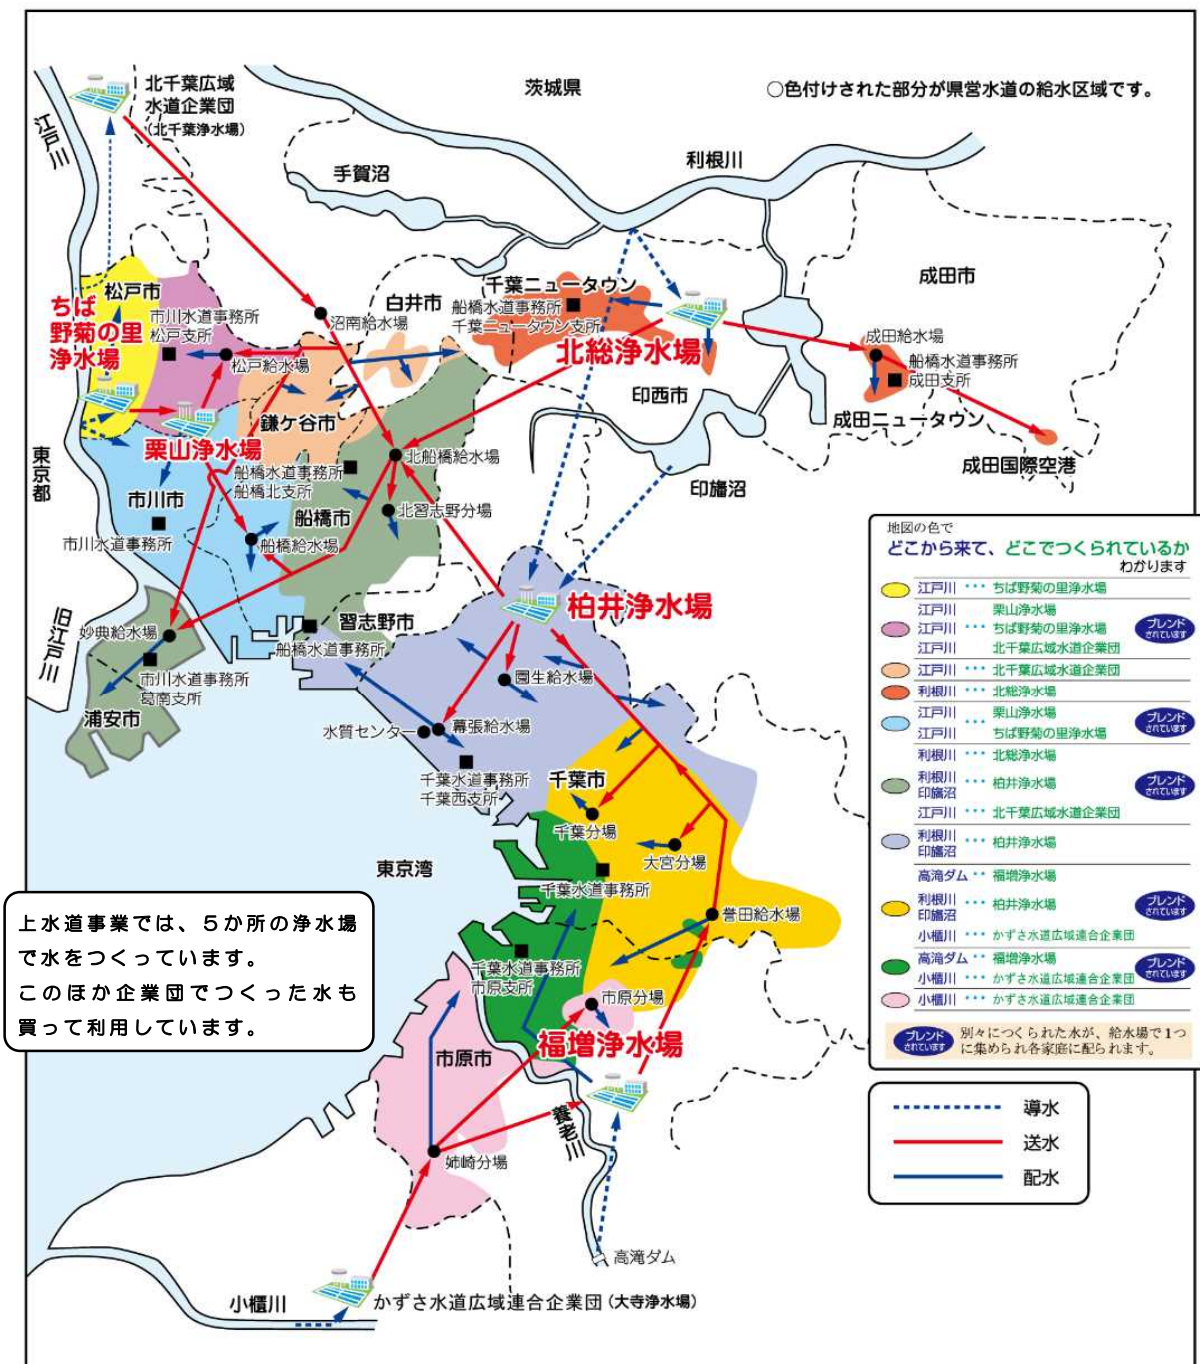 北千葉広域
水道企業団
(北千葉浄水場)
茨城県
○色付けされた部分が県営水道の給水区域です。
江戸川
手賀沼
利根川
成田市
松戸市
ちば
野菊の里
浄水場
市川水道事務所
松戸支所
松戸給水場
沼南給水場
白井市
千葉ニュータウン
船橋水道事務所
千葉ニュータウン支所
北総浄水場
成田給水場
船橋水道事務所
成田支所
成田ニュータウン
成田国際空港
印西市
印旛沼
東京都
栗山浄水場
鎌ケ谷市
船橋水道事務所
船橋北支所
北船橋給水場
北習志野分場
市川市
市川水道事務所
船橋市
船橋給水場
旧江戸川
妙典給水場
市川水道事務所
葛南支所
浦安市
習志野市
船橋水道事務所
柏井浄水場
園生給水場
水質センター
幕張給水場
千葉水道事務所
千葉西支所
千葉市
千葉分場
大宮分場
東京湾
千葉水道事務所
誉田給水場
千葉水道事務所
市原支所
市原分場
福増浄水場
市原市
養老川
姉崎分場
高滝ダム
小櫃川
かずさ水道広域連合企業団(大寺浄水場)
上水道事業では、5か所の浄水場
で水をつくっています。
このほか企業団でつくった水も
買って利用しています。
地図の色で
どこから来て、どこでつくられているか
わかります
江戸川 ・・・ ちば野菊の里浄水場
江戸川 栗山浄水場
江戸川 ・・・ ちば野菊の里浄水場 ブレンドされています
江戸川 北千葉広域水道企業団
江戸川 ・・・ 北千葉広域水道企業団
利根川 ・・・ 北総浄水場
江戸川 栗山浄水場
・・・ ブレンドされています
江戸川 ちば野菊の里浄水場
利根川 ・・・ 北総浄水場
利根川
印旛沼 ・・・ 柏井浄水場 ブレンドされています
江戸川 ・・・ 北千葉広域水道企業団
利根川
印旛沼 ・・・ 柏井浄水場
高滝ダム ・・ 福増浄水場
利根川
印旛沼 ・・・ 柏井浄水場 ブレンドされています
小櫃川 ・・・ かずさ水道広域連合企業団
高滝ダム ・・ 福増浄水場 ブレンドされています
小櫃川 ・・・ かずさ水道広域連合企業団
小櫃川 ・・・ かずさ水道広域連合企業団
ブレンドされています 別々につくられた水が、給水場で1つ
に集められ各家庭に配られます。
導水
送水
配水